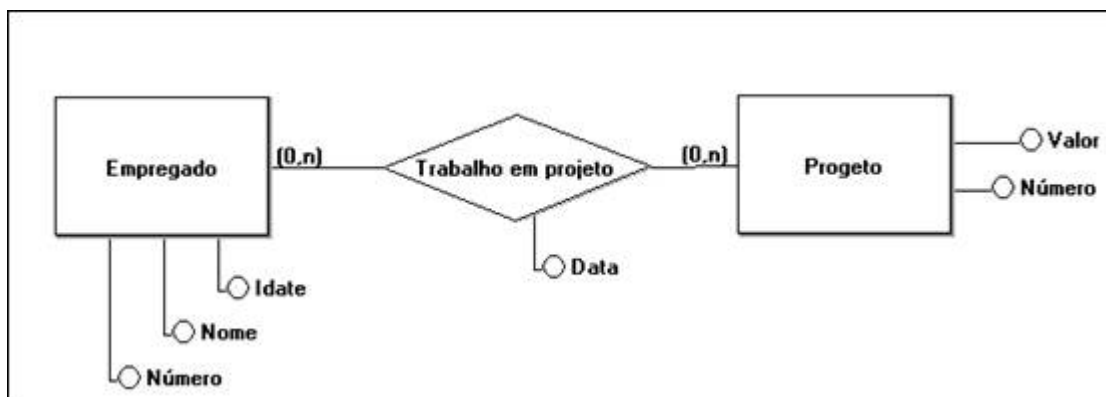 Empregado
(0,n)
Trabalho em projeto
(0,n)
Progeto
Valor
Número
Data
Idate
Nome
Número